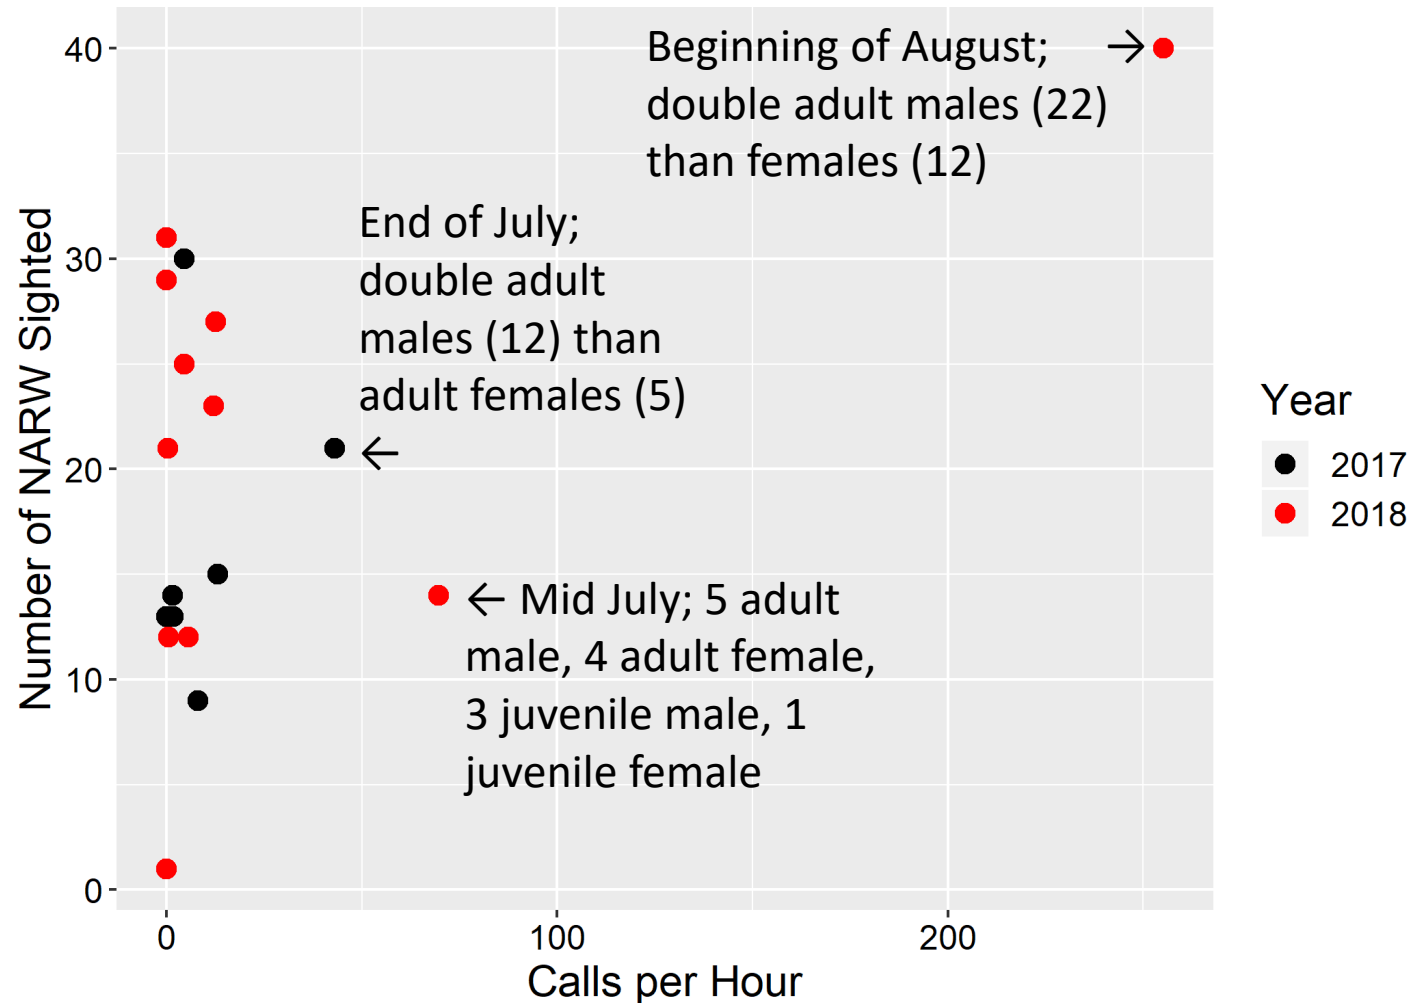 Beginning of August; →
double adult males (22)
than females (12)
End of July;
double adult
males (12) than
adult females (5)
←
← Mid July; 5 adult
male, 4 adult female,
3 juvenile male, 1
juvenile female
Number of NARW Sighted
40
30
20
10
0
0 100 200
Calls per Hour
Year
2017
2018